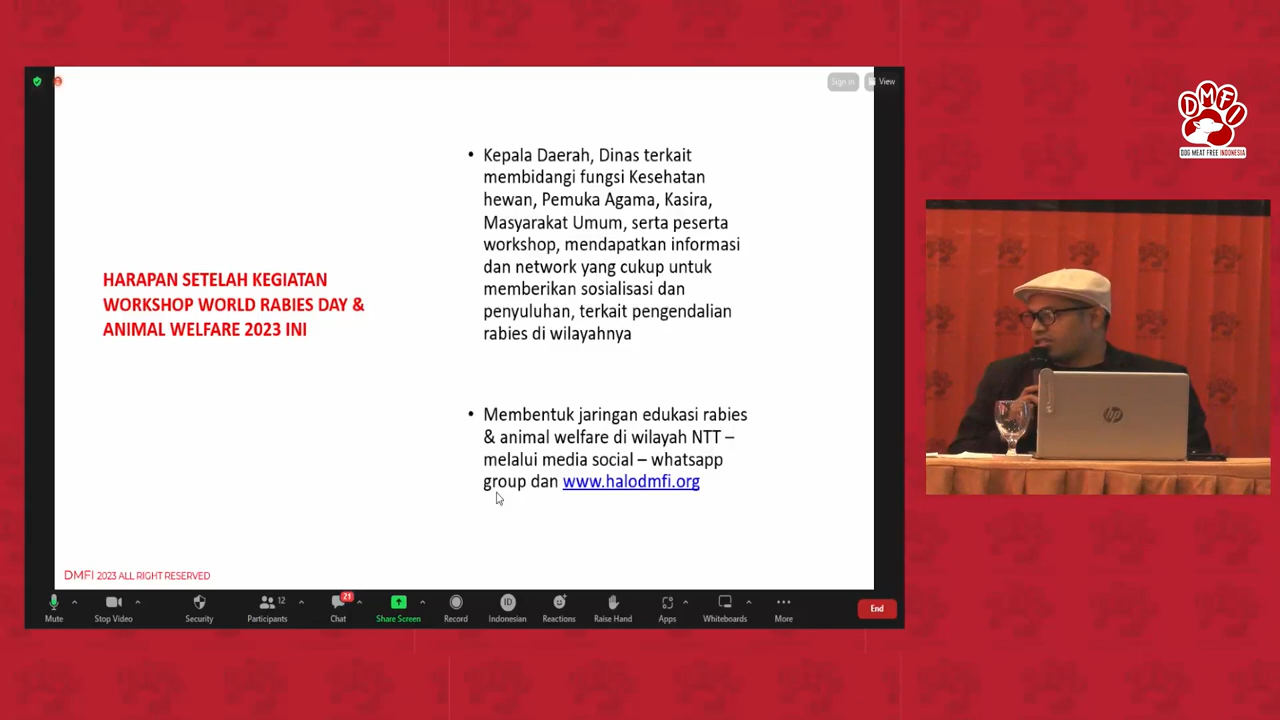 Sign in
View
HARAPAN SETELAH KEGIATAN
WORKSHOP WORLD RABIES DAY &
ANIMAL WELFARE 2023 INI
• Kepala Daerah, Dinas terkait
membidangi fungsi Kesehatan
hewan, Pemuka Agama, Kasira,
Masyarakat Umum, serta peserta
workshop, mendapatkan informasi
dan network yang cukup untuk
memberikan sosialisasi dan
penyuluhan, terkait pengendalian
rabies di wilayahnya
• Membentuk jaringan edukasi rabies
& animal welfare di wilayah NTT –
melalui media social – whatsapp
group dan www.halodmfi.org
DMFI 2023 ALL RIGHT RESERVED
Mute
Stop Video
Security
12
Participants
21
Chat
Share Screen
Record
ID
Indonesian
Reactions
Raise Hand
Apps
Whiteboards
More
End
DMFI
DOG MEAT FREE INDONESIA
hp